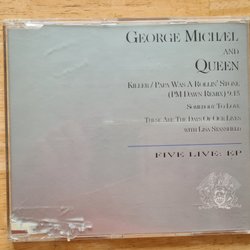 GEORGE MICHAEL
AND
QUEEN
KILLER / PAPA WAS A ROLLIN' STONE
(PM DAWN REMIX) 9.15
SOMEBODY TO LOVE
THESE ARE THE DAYS OF OUR LIVES
WITH LISA STANSFIELD
FIVE LIVE: EP